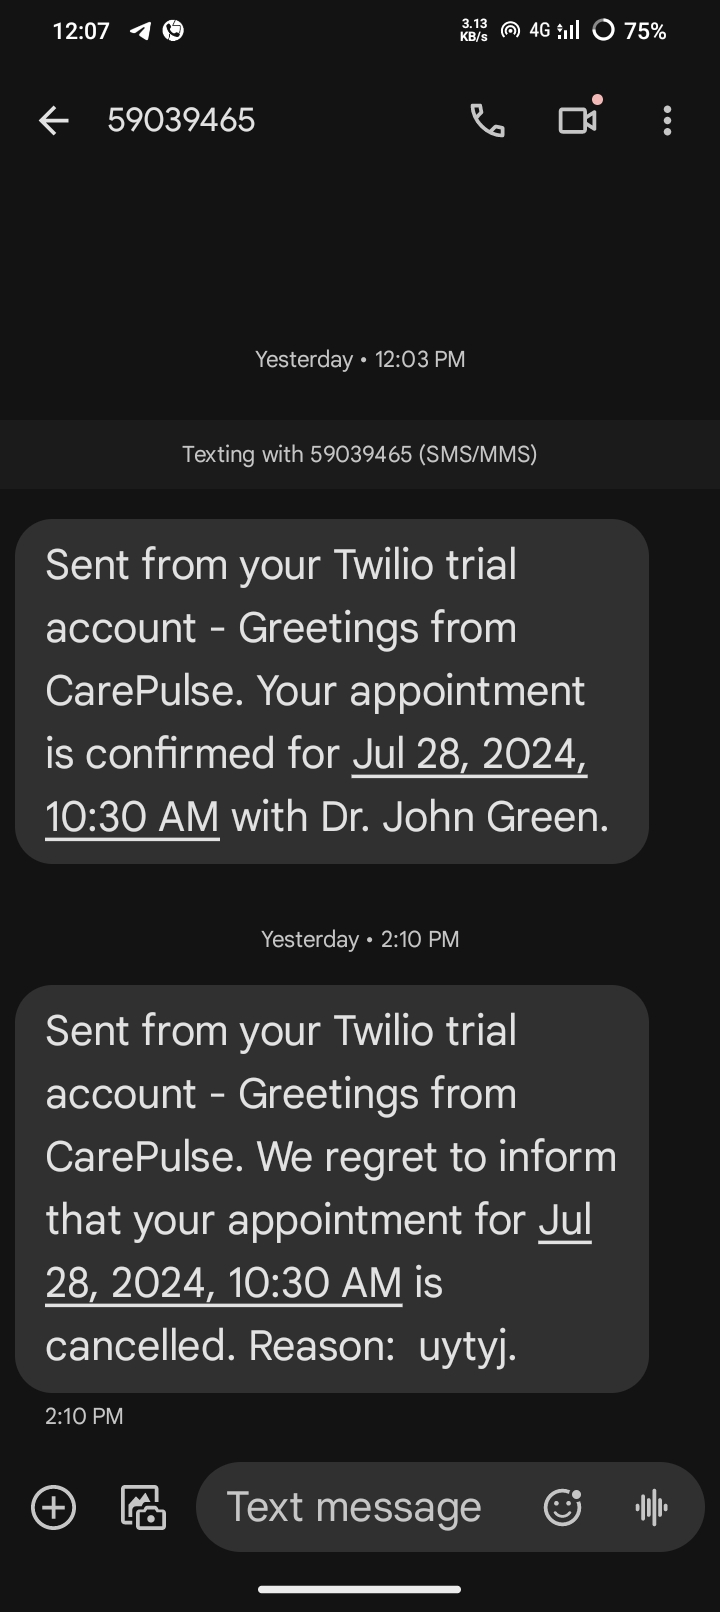 12:07 3.13 KB/s 4G 75%
59039465
Yesterday • 12:03 PM
Texting with 59039465 (SMS/MMS)
Sent from your Twilio trial
account - Greetings from
CarePulse. Your appointment
is confirmed for Jul 28, 2024,
10:30 AM with Dr. John Green.
Yesterday • 2:10 PM
Sent from your Twilio trial
account - Greetings from
CarePulse. We regret to inform
that your appointment for Jul
28, 2024, 10:30 AM is
cancelled. Reason:  uytyj.
2:10 PM
Text message